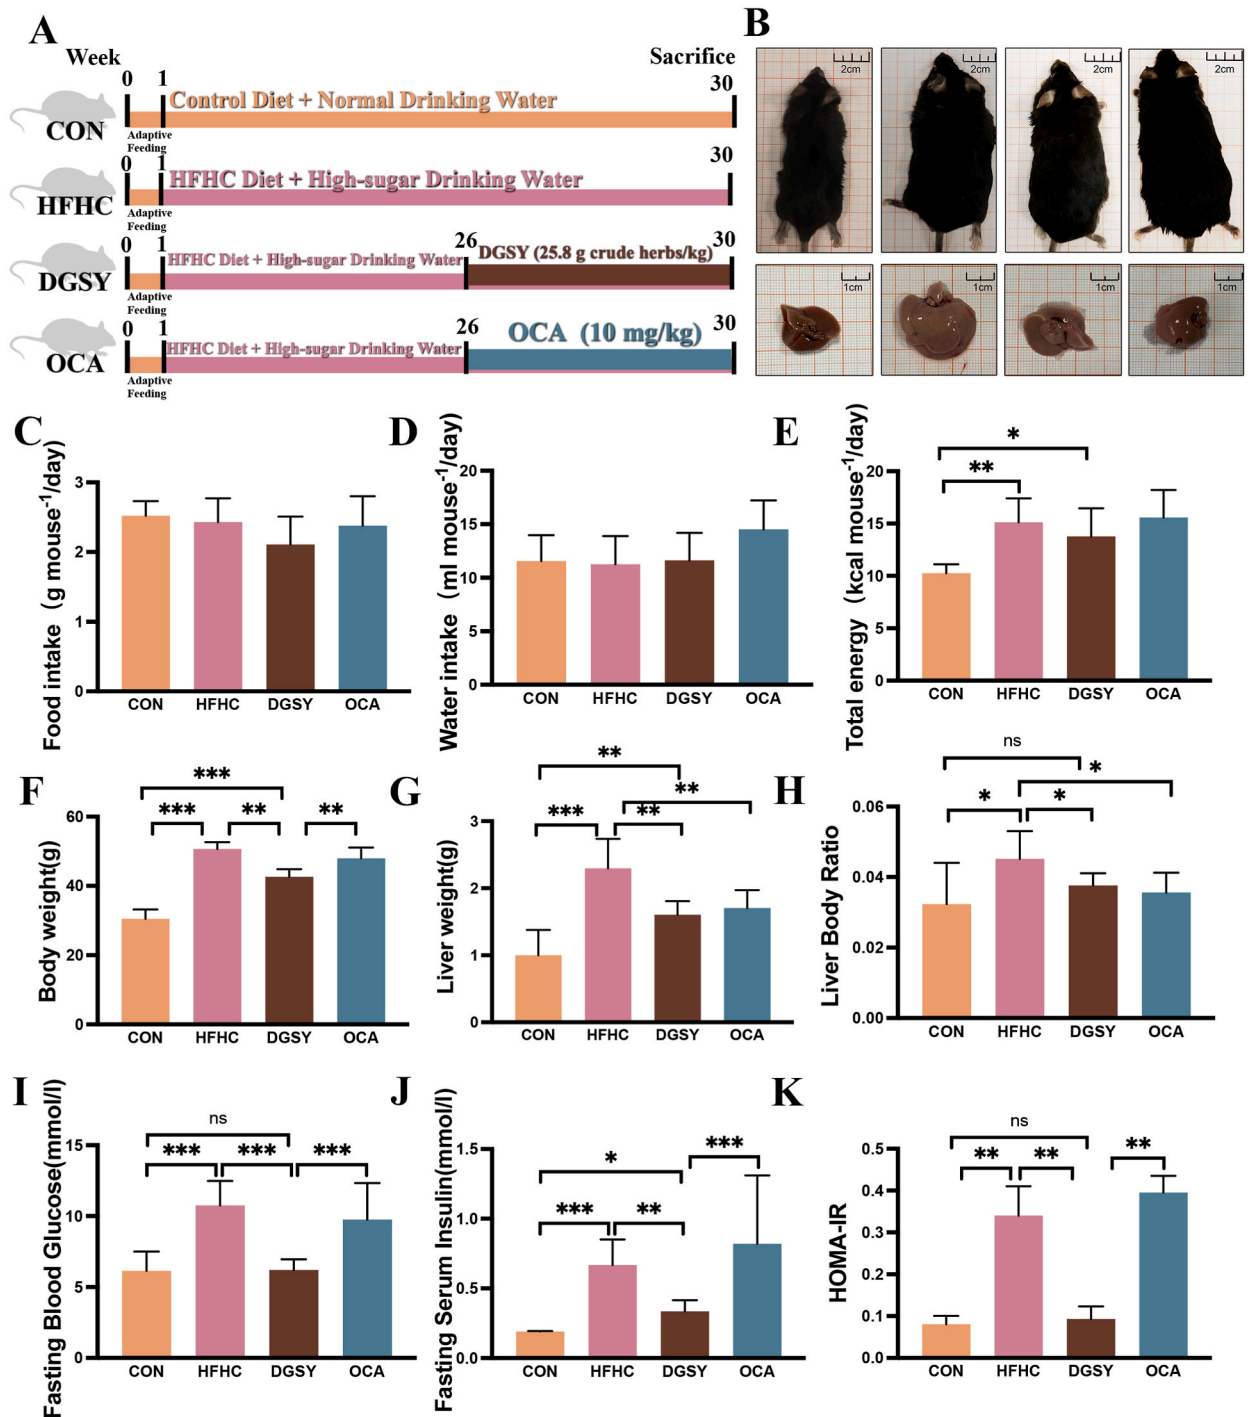 A
Week
Sacrifice
0 1 30
Control Diet + Normal Drinking Water
CON
Adaptive
Feeding
0 1 30
HFHC Diet + High-sugar Drinking Water
HFHC
Adaptive
Feeding
0 1 26 30
HFHC Diet + High-sugar Drinking Water
DGSY (25.8 g crude herbs/kg)
DGSY
Adaptive
Feeding
0 1 26 30
HFHC Diet + High-sugar Drinking Water
OCA (10 mg/kg)
OCA
Adaptive
Feeding
B
2cm 2cm 2cm 2cm
1cm 1cm 1cm 1cm
C
Food intake (g mouse-1/day)
3
2
1
0
CON HFHC DGSY OCA
D
Water intake (ml mouse-1/day)
20
15
10
5
0
CON HFHC DGSY OCA
E
Total energy (kcal mouse-1/day)
*
**
20
15
10
5
0
CON HFHC DGSY OCA
F
Body weight(g)
***
*** ** **
60
40
20
0
CON HFHC DGSY OCA
G
Liver weight(g)
**
**
*** **
3
2
1
0
CON HFHC DGSY OCA
H
Liver Body Ratio
ns
*
* *
0.06
0.04
0.02
0.00
CON HFHC DGSY OCA
I
Fasting Blood Glucose(mmol/l)
ns
*** *** ***
15
10
5
0
CON HFHC DGSY OCA
J
Fasting Serum Insulin(mmol/l)
***
*
*** **
1.5
1.0
0.5
0.0
CON HFHC DGSY OCA
K
HOMA-IR
ns
** ** **
0.5
0.4
0.3
0.2
0.1
0.0
CON HFHC DGSY OCA